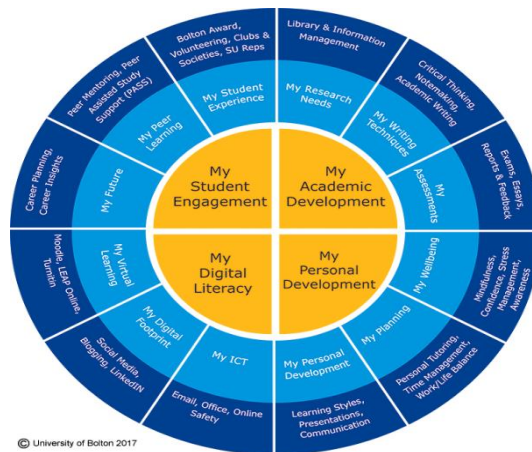 Bolton Award,
Volunteering, Clubs &
Societies, SU Reps
Library & Information
Management
Critical Thinking,
Notemaking,
Academic Writing
Exams, Essays,
Reports & Feedback
Mindfulness,
Confidence, Stress
Management,
Awareness
Personal Tutoring,
Time Management,
Work/Life Balance
Learning Styles,
Presentations,
Communication
Email, Office, Online
Safety
Social Media,
Blogging, LinkedIN
Moodle, LEAP Online,
Turnitin
Career Planning,
Career Insights
Peer Mentoring, Peer
Assisted Study
Support (PASS)
My Student
Experience
My Research
Needs
My Writing
Techniques
My
Assessments
My Wellbeing
My Planning
My Personal
Development
My ICT
My Digital
Footprint
My Virtual
Learning
My Future
My Peer
Learning
My
Student
Engagement
My
Academic
Development
My
Digital
Literacy
My
Personal
Development
© University of Bolton 2017